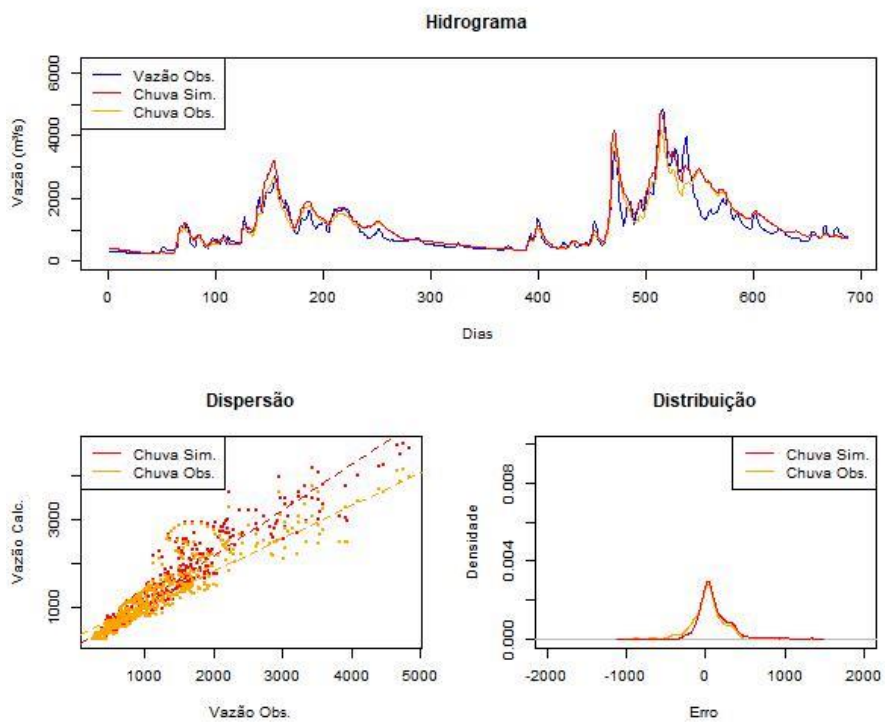 Hidrograma
Vazão (m³/s)
6000
4000
2000
0
Vazão Obs.
Chuva Sim.
Chuva Obs.
0 100 200 300 400 500 600 700
Dias
Dispersão
Vazão Calc.
3000
1000
Chuva Sim.
Chuva Obs.
1000 2000 3000 4000 5000
Vazão Obs.
Distribuição
Densidade
0.008
0.004
0.000
Chuva Sim.
Chuva Obs.
-2000 -1000 0 1000 2000
Erro